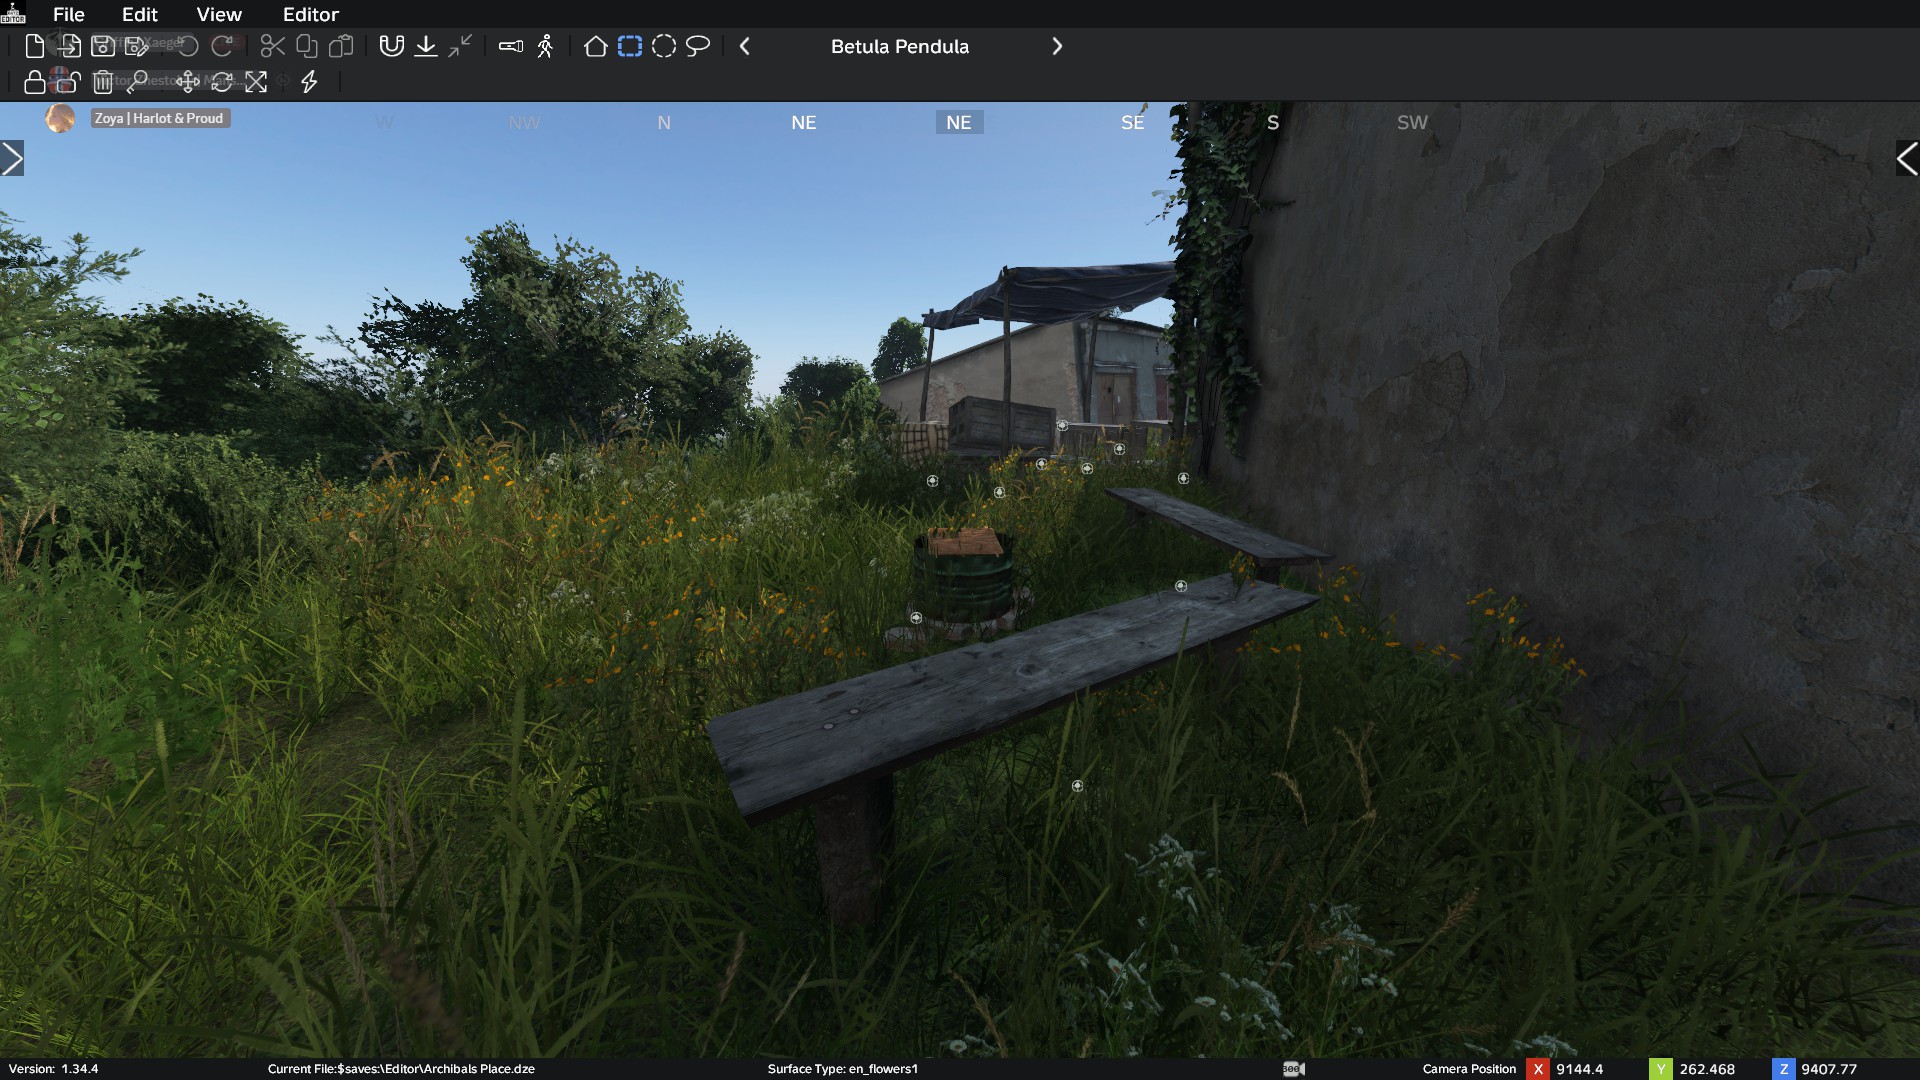 File Edit View Editor
EDITOR
Betula Pendula
Zoya | Harlot & Proud
W NW N NE NE SE S SW
Version: 1.34.4 Current File:$saves:\Editor\Archibals Place.dze Surface Type: en_flowers1 Camera Position X 9144.4 Y 262.468 Z 9407.77